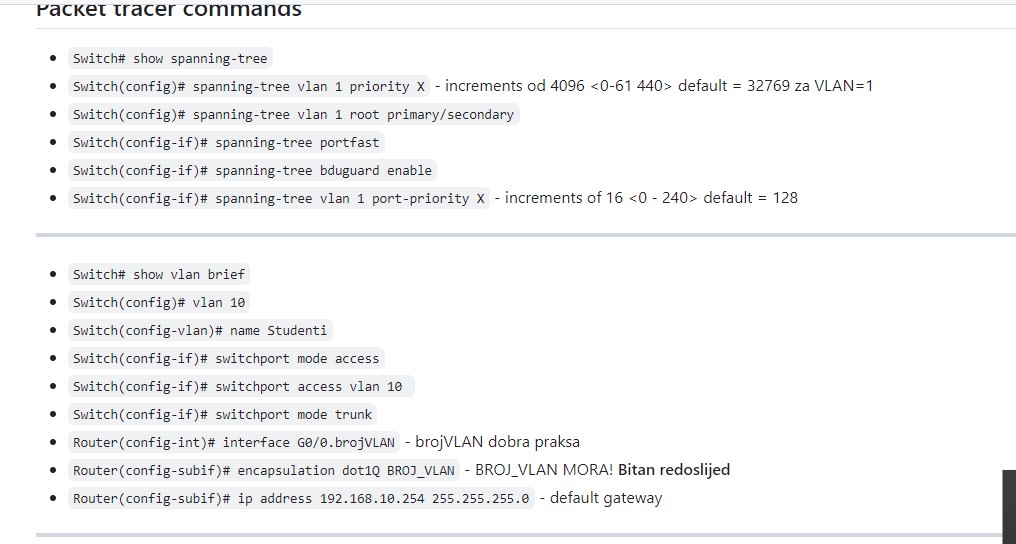 Packet tracer commands
Switch# show spanning-tree
Switch(config)# spanning-tree vlan 1 priority X - increments od 4096 <0-61 440> default = 32769 za VLAN=1
Switch(config)# spanning-tree vlan 1 root primary/secondary
Switch(config-if)# spanning-tree portfast
Switch(config-if)# spanning-tree bduguard enable
Switch(config-if)# spanning-tree vlan 1 port-priority X - increments of 16 <0 - 240> default = 128
Switch# show vlan brief
Switch(config)# vlan 10
Switch(config-vlan)# name Studenti
Switch(config-if)# switchport mode access
Switch(config-if)# switchport access vlan 10
Switch(config-if)# switchport mode trunk
Router(config-int)# interface G0/0.brojVLAN - brojVLAN dobra praksa
Router(config-subif)# encapsulation dot1Q BROJ_VLAN - BROJ_VLAN MORA! Bitan redoslijed
Router(config-subif)# ip address 192.168.10.254 255.255.255.0 - default gateway